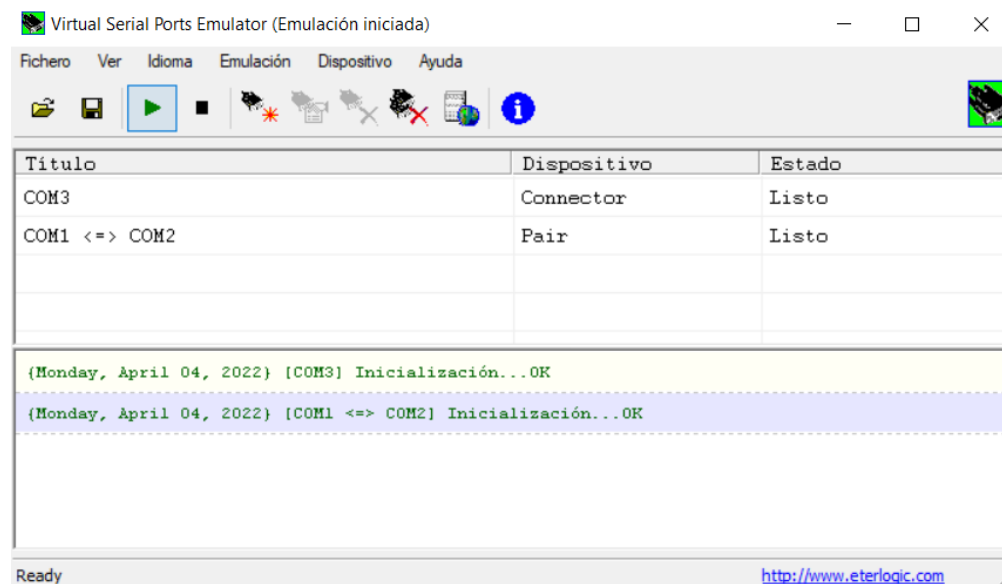 Virtual Serial Ports Emulator (Emulación iniciada)
Fichero Ver Idioma Emulación Dispositivo Ayuda
Título Dispositivo Estado
COM3 Connector Listo
COM1 <=> COM2 Pair Listo
{Monday, April 04, 2022} [COM3] Inicialización...OK
{Monday, April 04, 2022} [COM1 <=> COM2] Inicialización...OK
Ready http://www.eterlogic.com